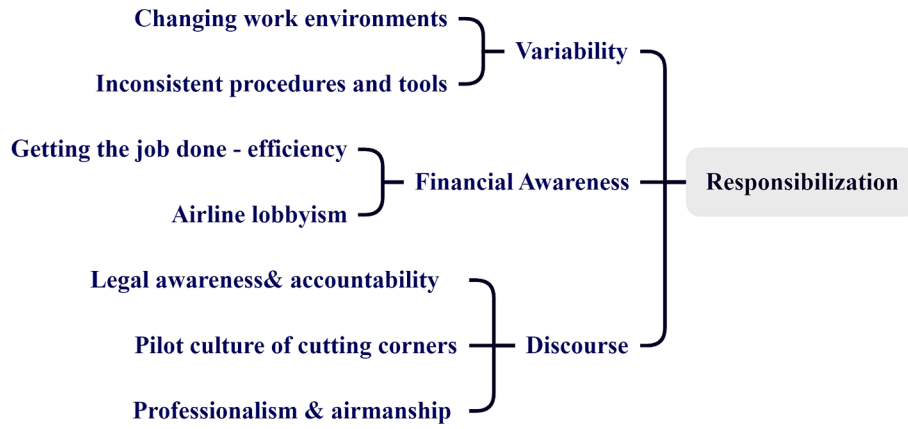 Changing work environments
Variability
Inconsistent procedures and tools
Getting the job done - efficiency
Financial Awareness
Responsibilization
Airline lobbyism
Legal awareness& accountability
Pilot culture of cutting corners
Discourse
Professionalism & airmanship